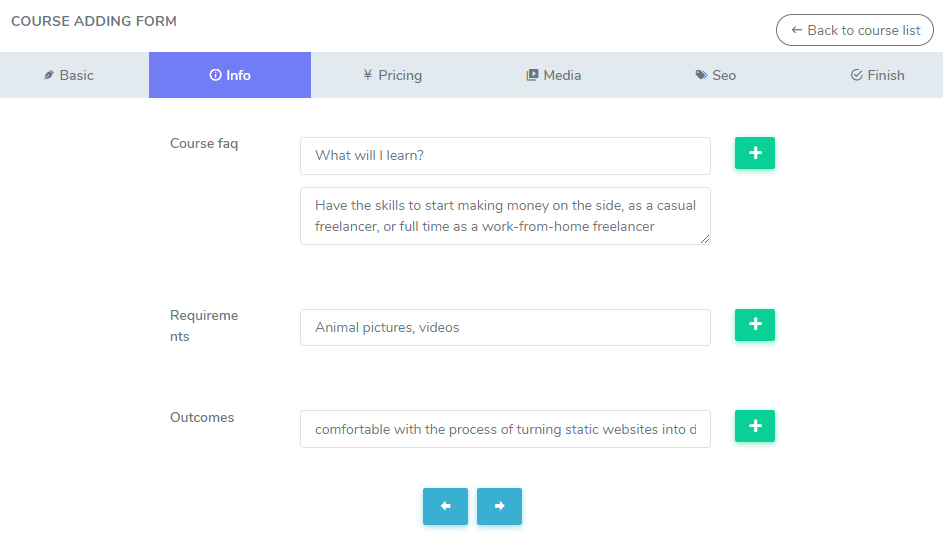 COURSE ADDING FORM
← Back to course list
Basic
Info
¥ Pricing
Media
Seo
Finish
Course faq
What will I learn?
Have the skills to start making money on the side, as a casual
freelancer, or full time as a work-from-home freelancer
Requireme
nts
Animal pictures, videos
Outcomes
comfortable with the process of turning static websites into d